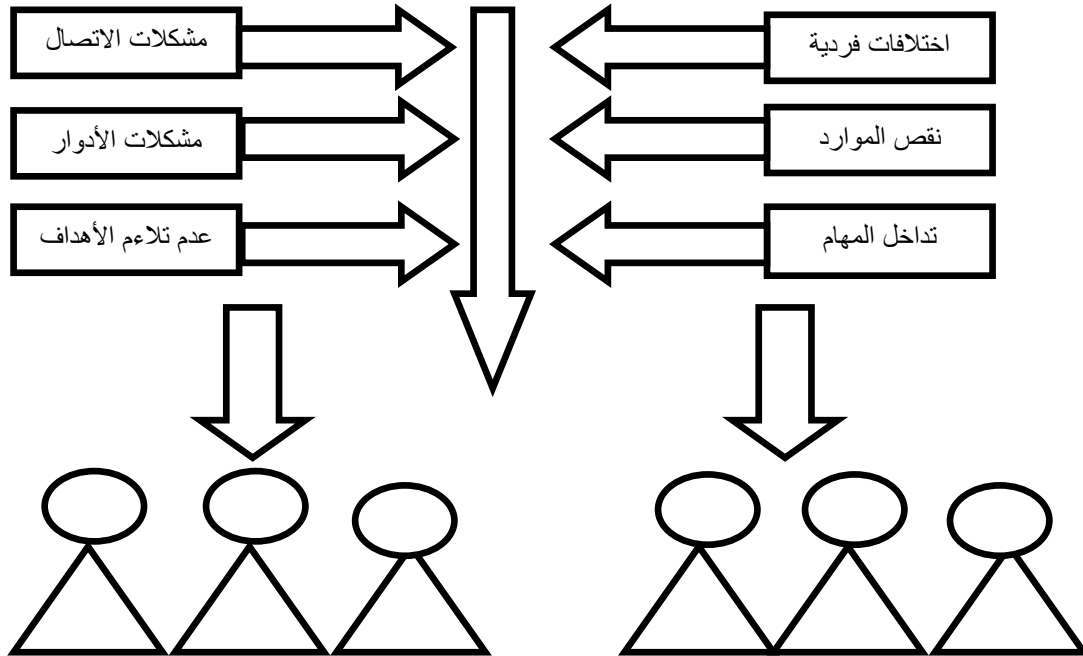 اختلافات فردية
مشكلات الاتصال
نقص الموارد
مشكلات الأدوار
تداخل المهام
عدم تلاءم الأهداف